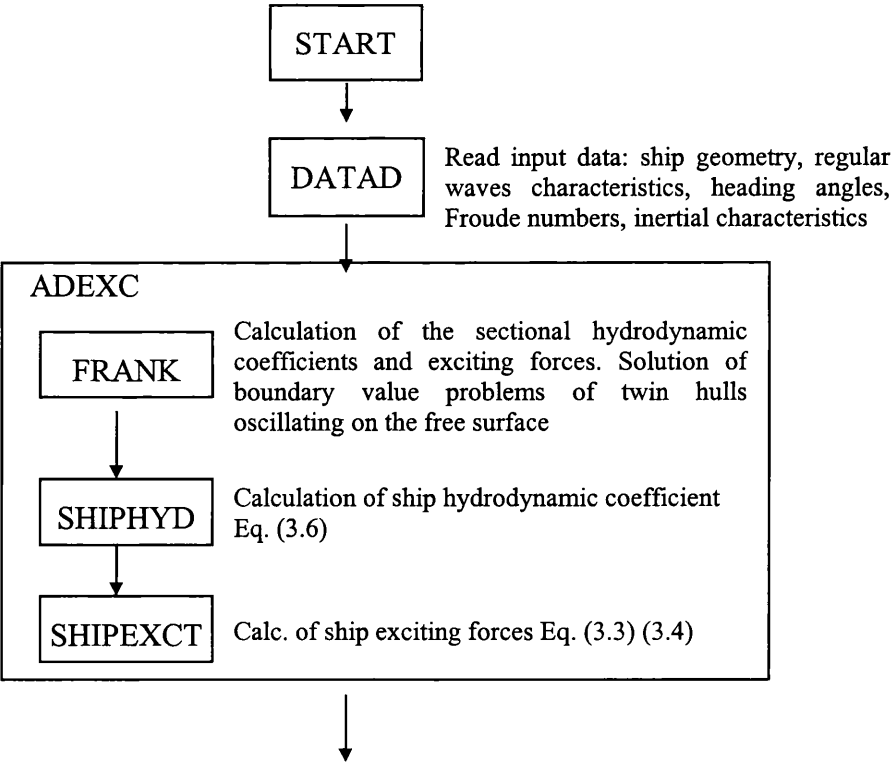 START
DATAD
Read input data: ship geometry, regular
waves characteristics, heading angles,
Froude numbers, inertial characteristics
ADEXC
FRANK
Calculation of the sectional hydrodynamic
coefficients and exciting forces. Solution of
boundary value problems of twin hulls
oscillating on the free surface
SHIPHYD
Calculation of ship hydrodynamic coefficient
Eq. (3.6)
SHIPEXCT
Calc. of ship exciting forces Eq. (3.3) (3.4)